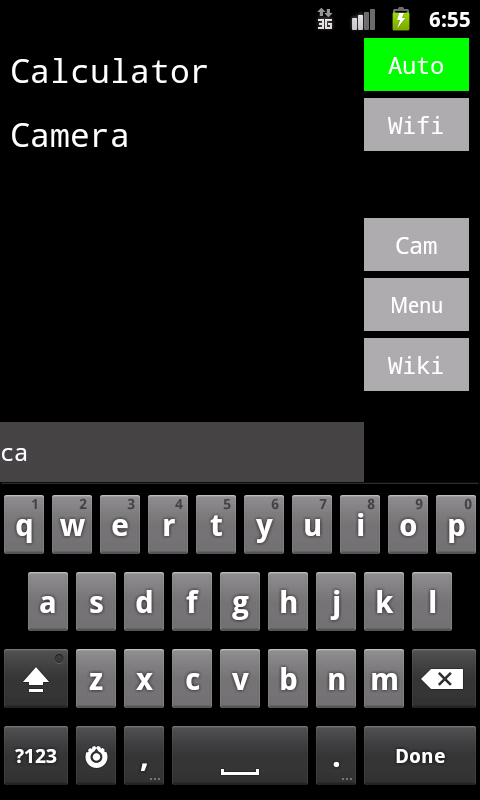 3G 6:55
Calculator
Auto
Camera
Wifi
Cam
Menu
Wiki
ca
1 2 3 4 5 6 7 8 9 0
q w e r t y u i o p
a s d f g h j k l
z x c v b n m
?123 , . Done